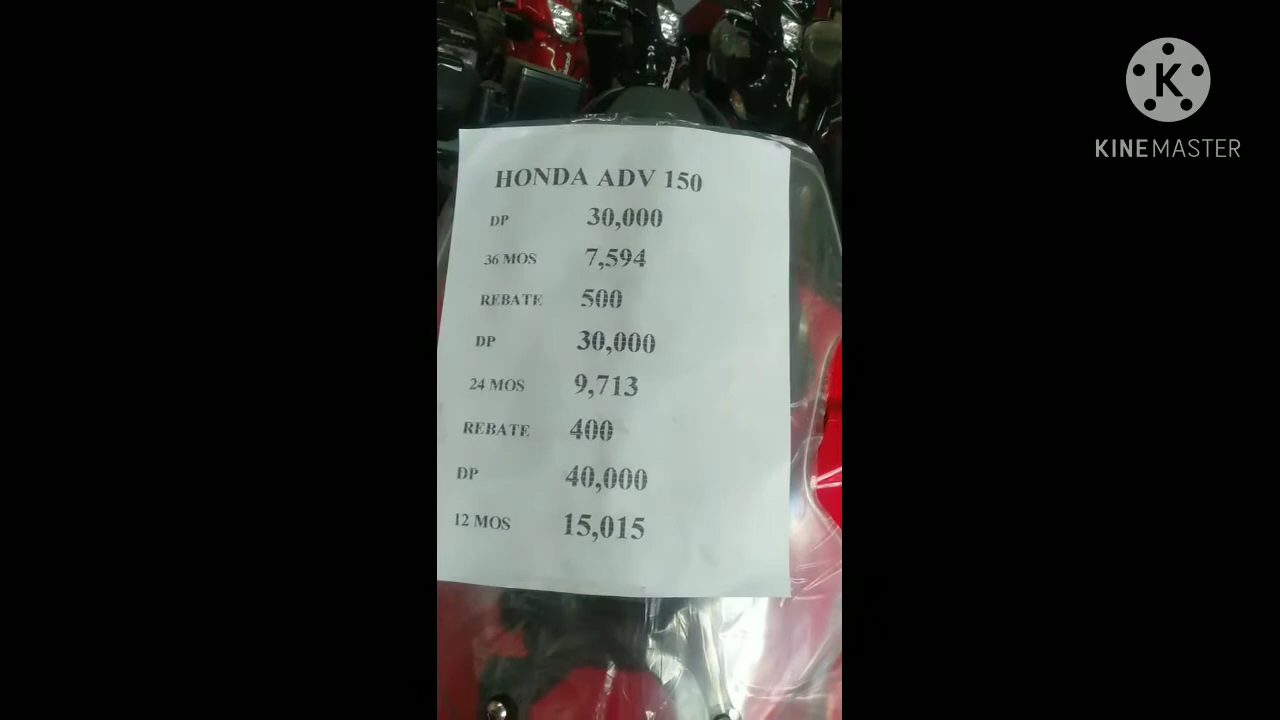 HONDA ADV 150
DP 30,000
36 MOS 7,594
REBATE 500
DP 30,000
24 MOS 9,713
REBATE 400
DP 40,000
12 MOS 15,015
K
KINEMASTER